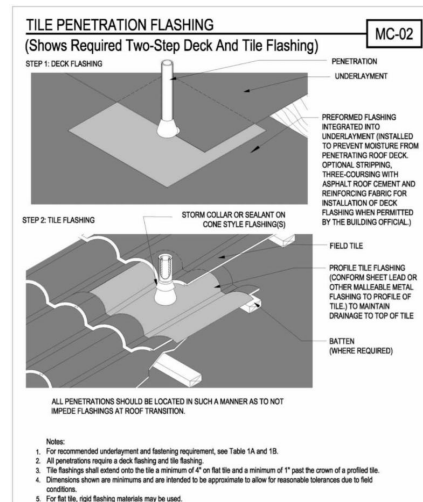 TILE PENETRATION FLASHING
(Shows Required Two-Step Deck And Tile Flashing)
MC-02
STEP 1: DECK FLASHING
PENETRATION
UNDERLAYMENT
PREFORMED FLASHING
INTEGRATED INTO
UNDERLAYMENT (INSTALLED
TO PREVENT MOISTURE FROM
PENETRATING ROOF DECK.
OPTIONAL STRIPPING,
THREE-COURSING WITH
ASPHALT ROOF CEMENT AND
REINFORCING FABRIC FOR
INSTALLATION OF DECK
FLASHING WHEN PERMITTED
BY THE BUILDING OFFICIAL.)
STEP 2: TILE FLASHING
STORM COLLAR OR SEALANT ON
CONE STYLE FLASHING(S)
FIELD TILE
PROFILE TILE FLASHING
(CONFORM SHEET LEAD OR
OTHER MALLEABLE METAL
FLASHING TO PROFILE OF
TILE.) TO MAINTAIN
DRAINAGE TO TOP OF TILE
BATTEN
(WHERE REQUIRED)
ALL PENETRATIONS SHOULD BE LOCATED IN SUCH A MANNER AS TO NOT
IMPEDE FLASHINGS AT ROOF TRANSITION.
Notes:
1. For recommended underlayment and fastening requirement, see Table 1A and 1B.
2. All penetrations require a deck flashing and tile flashing.
3. Tile flashings shall extend onto the tile a minimum of 4" on flat tile and a minimum of 1" past the crown of a profiled tile.
4. Dimensions shown are minimums and are intended to be approximate to allow for reasonable tolerances due to field
conditions.
5. For flat tile, rigid flashing materials may be used.